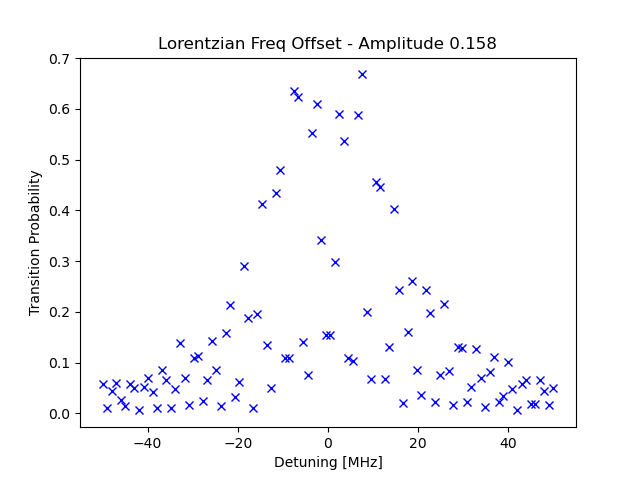 Lorentzian Freq Offset - Amplitude 0.158
0.7
0.6
0.5
0.4
0.3
0.2
0.1
0.0
Transition Probability
−40 −20 0 20 40
Detuning [MHz]